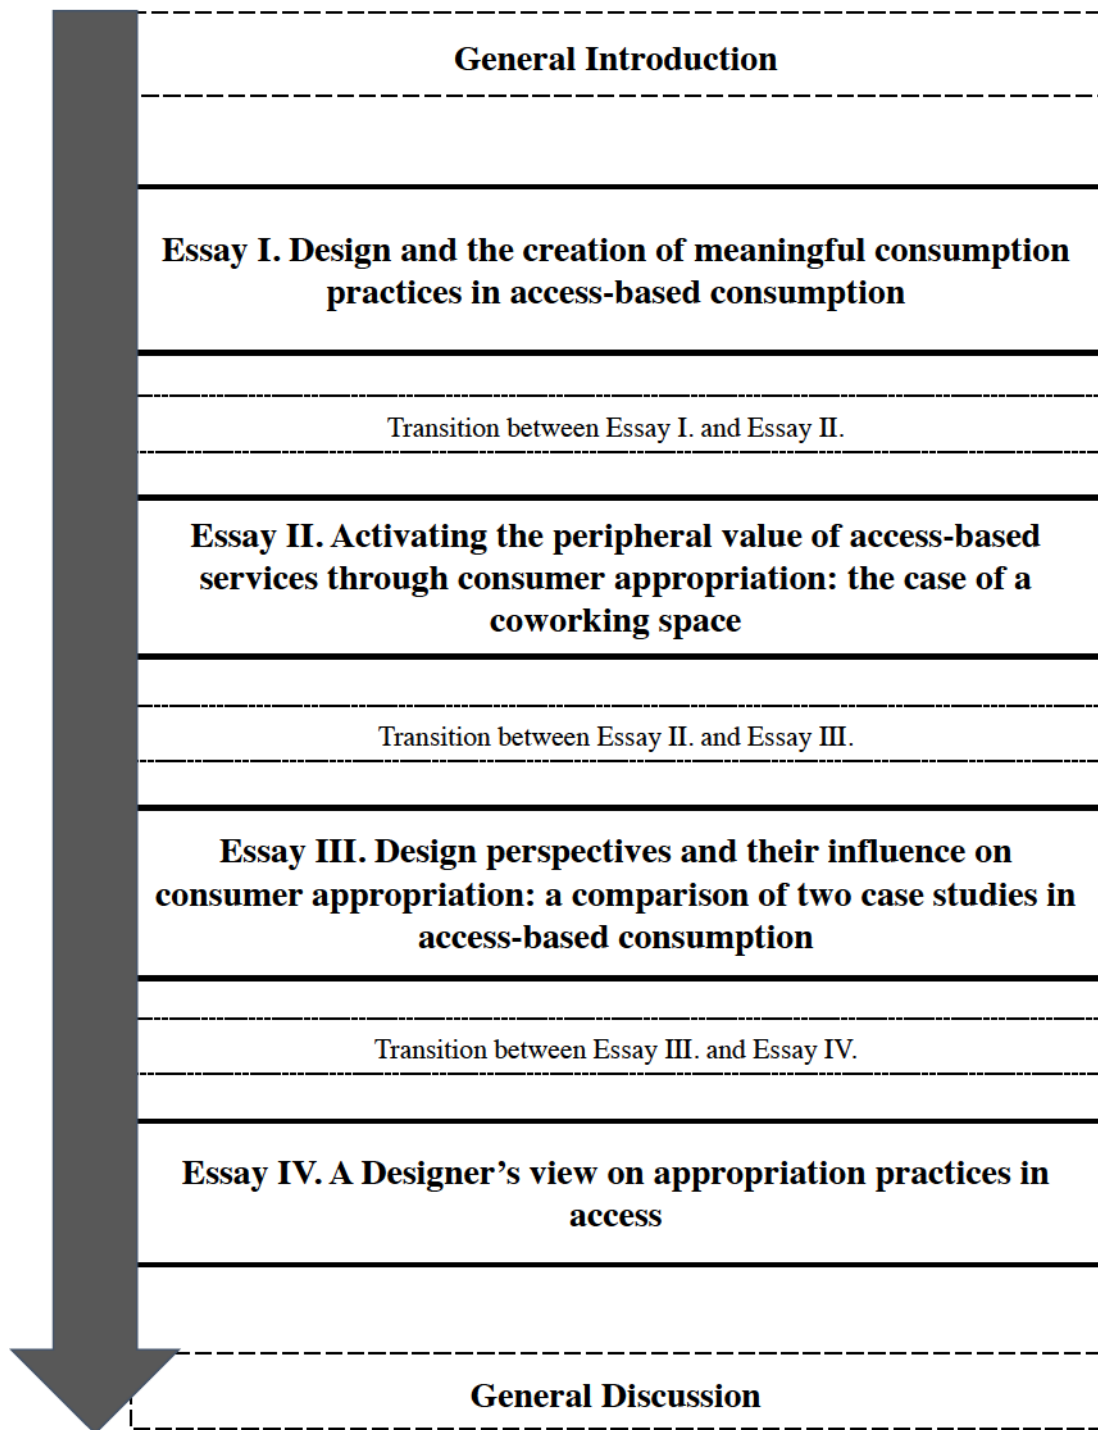 General Introduction
Essay I. Design and the creation of meaningful consumption
practices in access-based consumption
Transition between Essay I. and Essay II.
Essay II. Activating the peripheral value of access-based
services through consumer appropriation: the case of a
coworking space
Transition between Essay II. and Essay III.
Essay III. Design perspectives and their influence on
consumer appropriation: a comparison of two case studies in
access-based consumption
Transition between Essay III. and Essay IV.
Essay IV. A Designer’s view on appropriation practices in
access
General Discussion